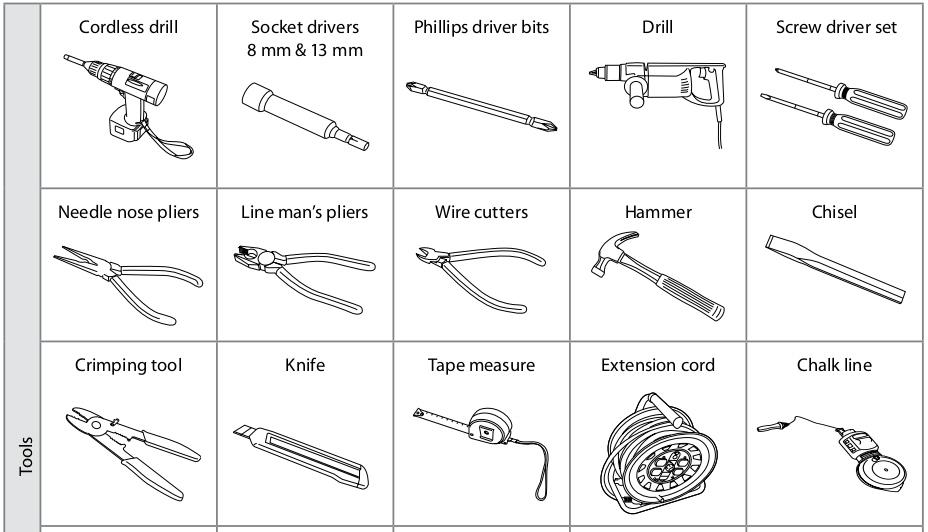 Cordless drill
Socket drivers
8 mm & 13 mm
Phillips driver bits
Drill
Screw driver set
Needle nose pliers
Line man's pliers
Wire cutters
Hammer
Chisel
Crimping tool
Knife
Tape measure
Extension cord
Chalk line
Tools